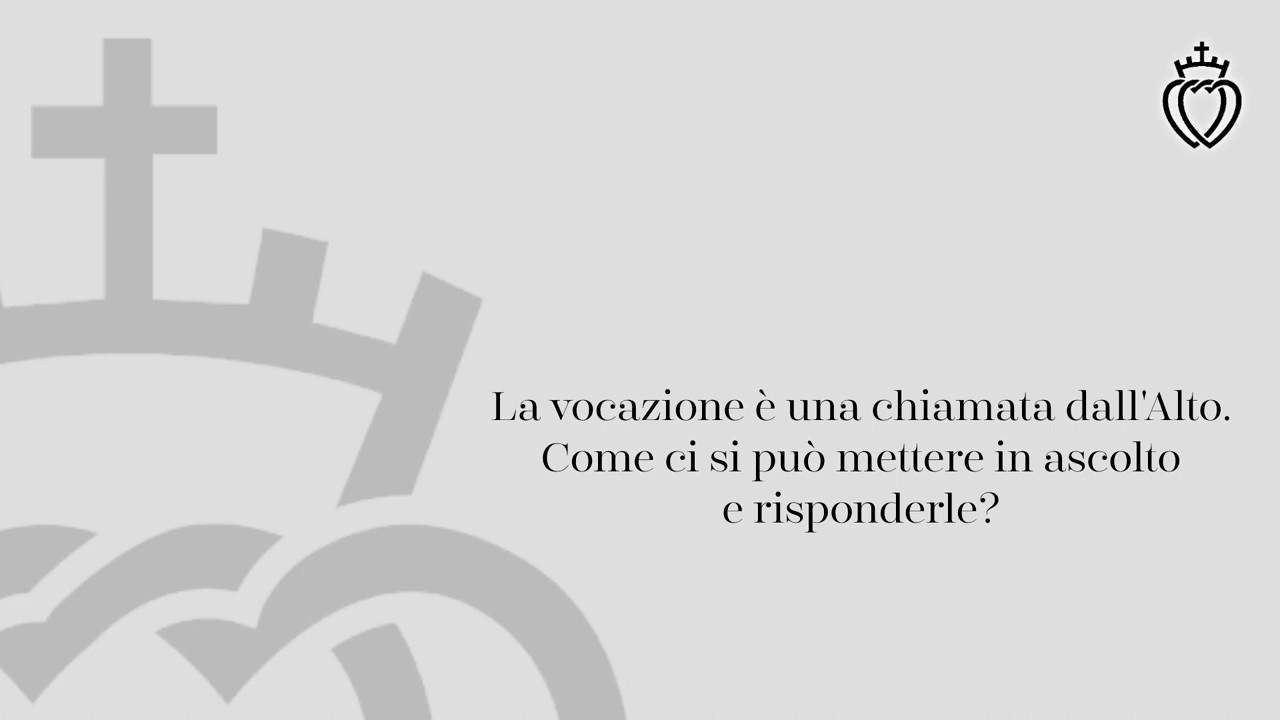 La vocazione è una chiamata dall'Alto.
Come ci si può mettere in ascolto
e risponderle?